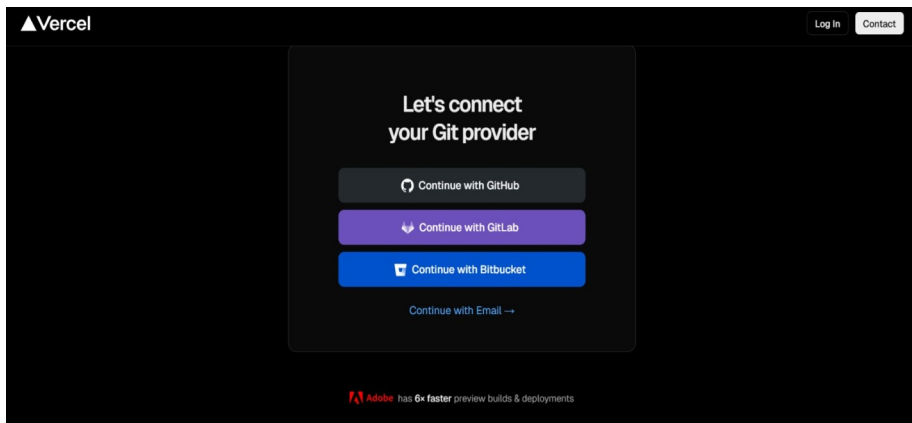 Vercel
Log In
Contact
Let's connect
your Git provider
Continue with GitHub
Continue with GitLab
Continue with Bitbucket
Continue with Email →
Adobe has 6× faster preview builds & deployments